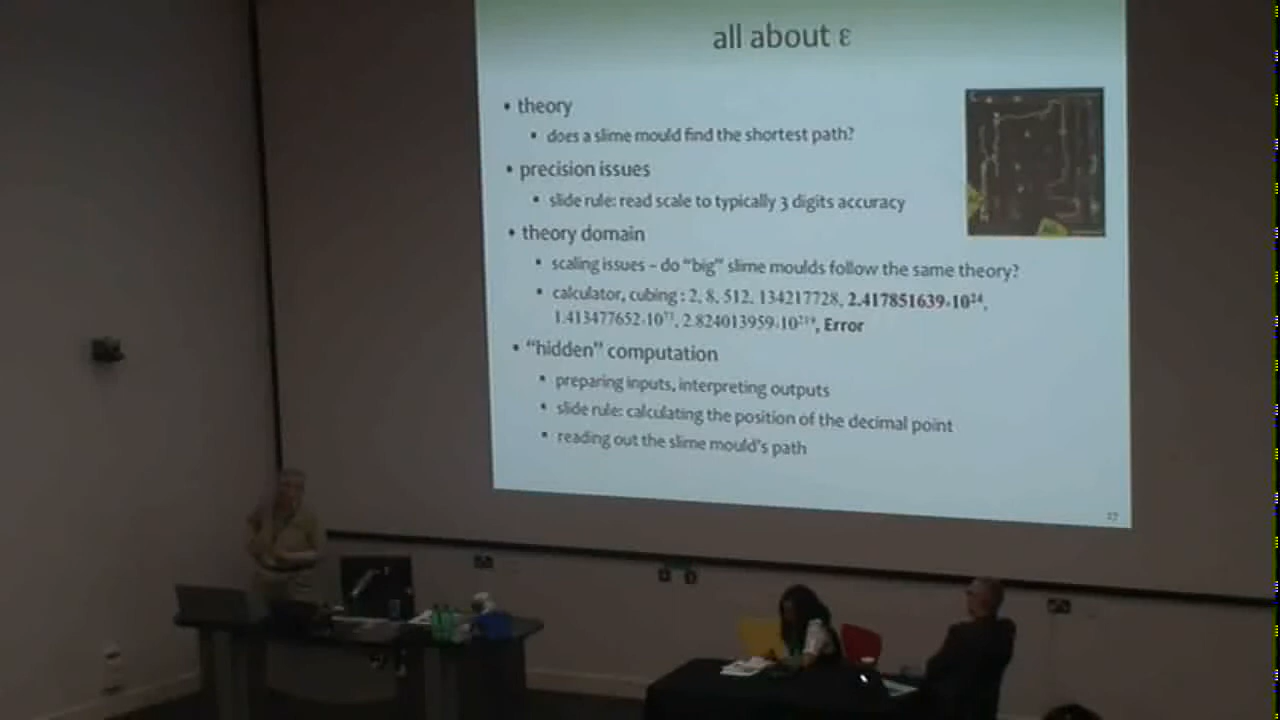 all about ε
• theory
▪ does a slime mould find the shortest path?
• precision issues
▪ slide rule: read scale to typically 3 digits accuracy
• theory domain
▪ scaling issues – do "big" slime moulds follow the same theory?
▪ calculator, cubing : 2, 8, 512, 134217728, 2.417851639·10²⁴,
1.413477652·10⁷³, 2.824013959·10²¹⁹, Error
• "hidden" computation
▪ preparing inputs, interpreting outputs
▪ slide rule: calculating the position of the decimal point
▪ reading out the slime mould's path
27